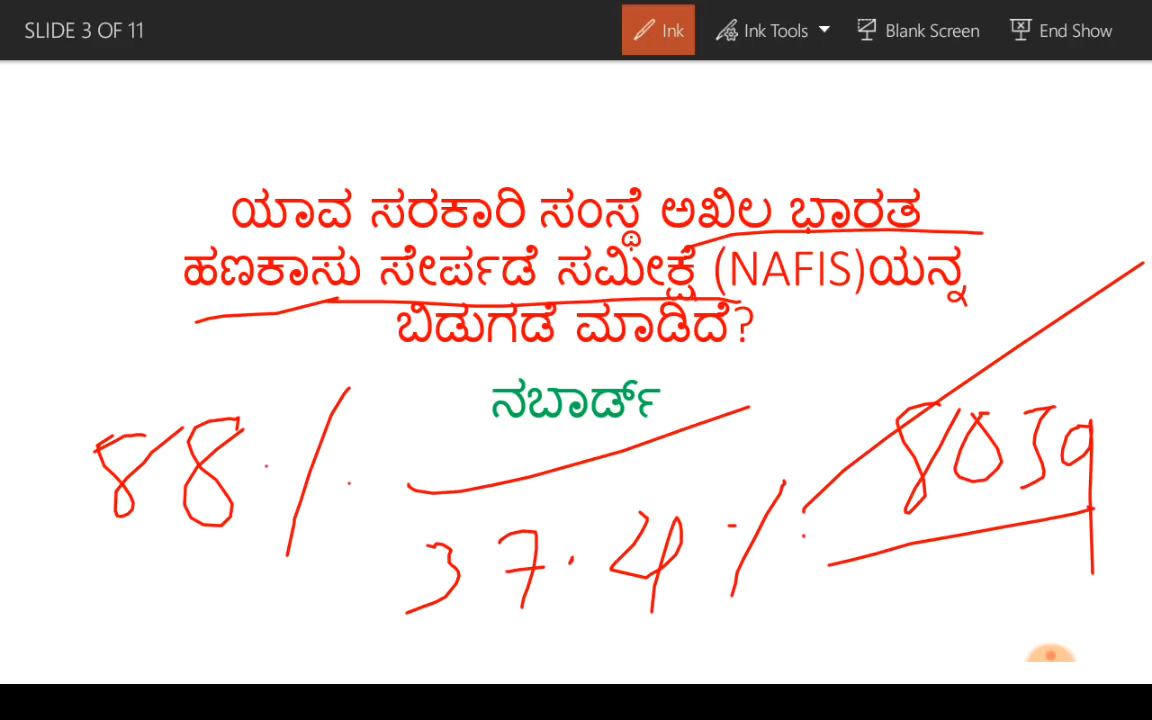 SLIDE 3 OF 11
Ink
Ink Tools
Blank Screen
End Show
ಯಾವ ಸರಕಾರಿ ಸಂಸ್ಥೆ ಅಖಿಲ ಭಾರತ
ಹಣಕಾಸು ಸೇರ್ಪಡೆ ಸಮೀಕ್ಷೆ (NAFIS)ಯನ್ನ
ಬಿಡುಗಡೆ ಮಾಡಿದೆ?
ನಬಾರ್ಡ್
88 %
8039
37.4 %